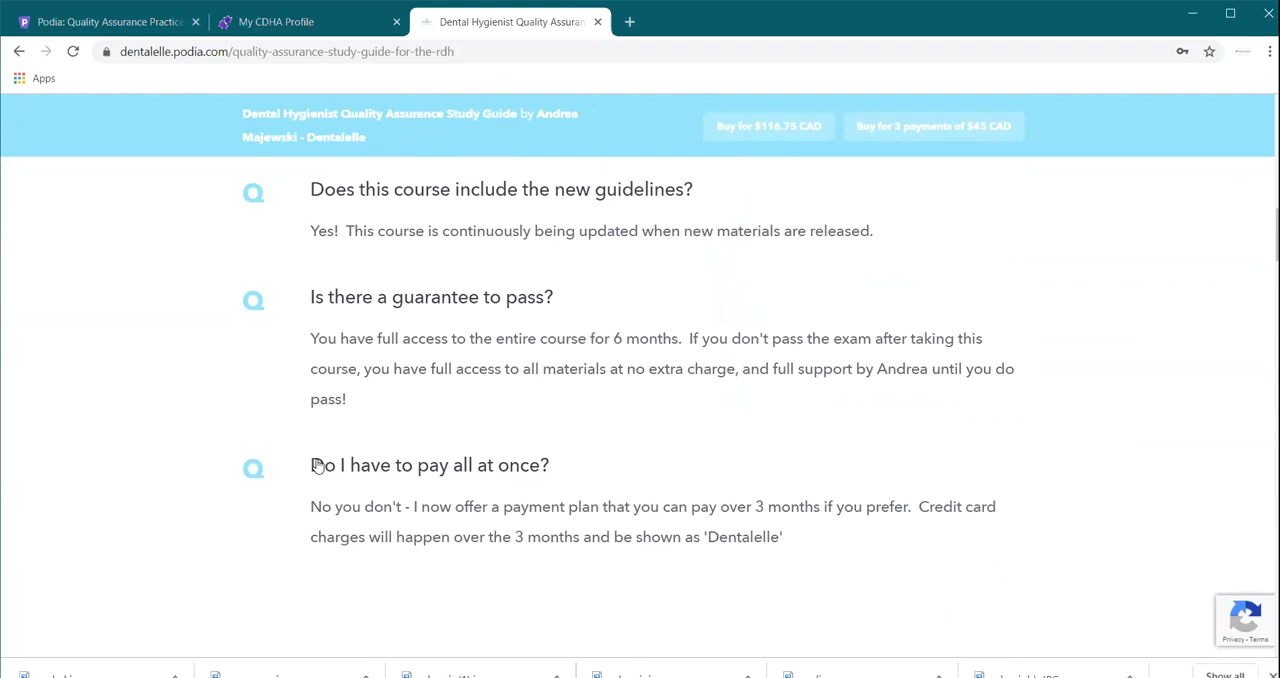 Podia: Quality Assurance Practice
My CDHA Profile
Dental Hygienist Quality Assuran
dentalelle.podia.com/quality-assurance-study-guide-for-the-rdh
Apps
Dental Hygienist Quality Assurance Study Guide by Andrea
Majewski - Dentalelle
Buy for $116.75 CAD
Buy for 3 payments of $45 CAD
Q
Does this course include the new guidelines?
Yes! This course is continuously being updated when new materials are released.
Q
Is there a guarantee to pass?
You have full access to the entire course for 6 months. If you don't pass the exam after taking this
course, you have full access to all materials at no extra charge, and full support by Andrea until you do
pass!
Q
Do I have to pay all at once?
No you don't - I now offer a payment plan that you can pay over 3 months if you prefer. Credit card
charges will happen over the 3 months and be shown as 'Dentalelle'
Privacy - Terms
Show all